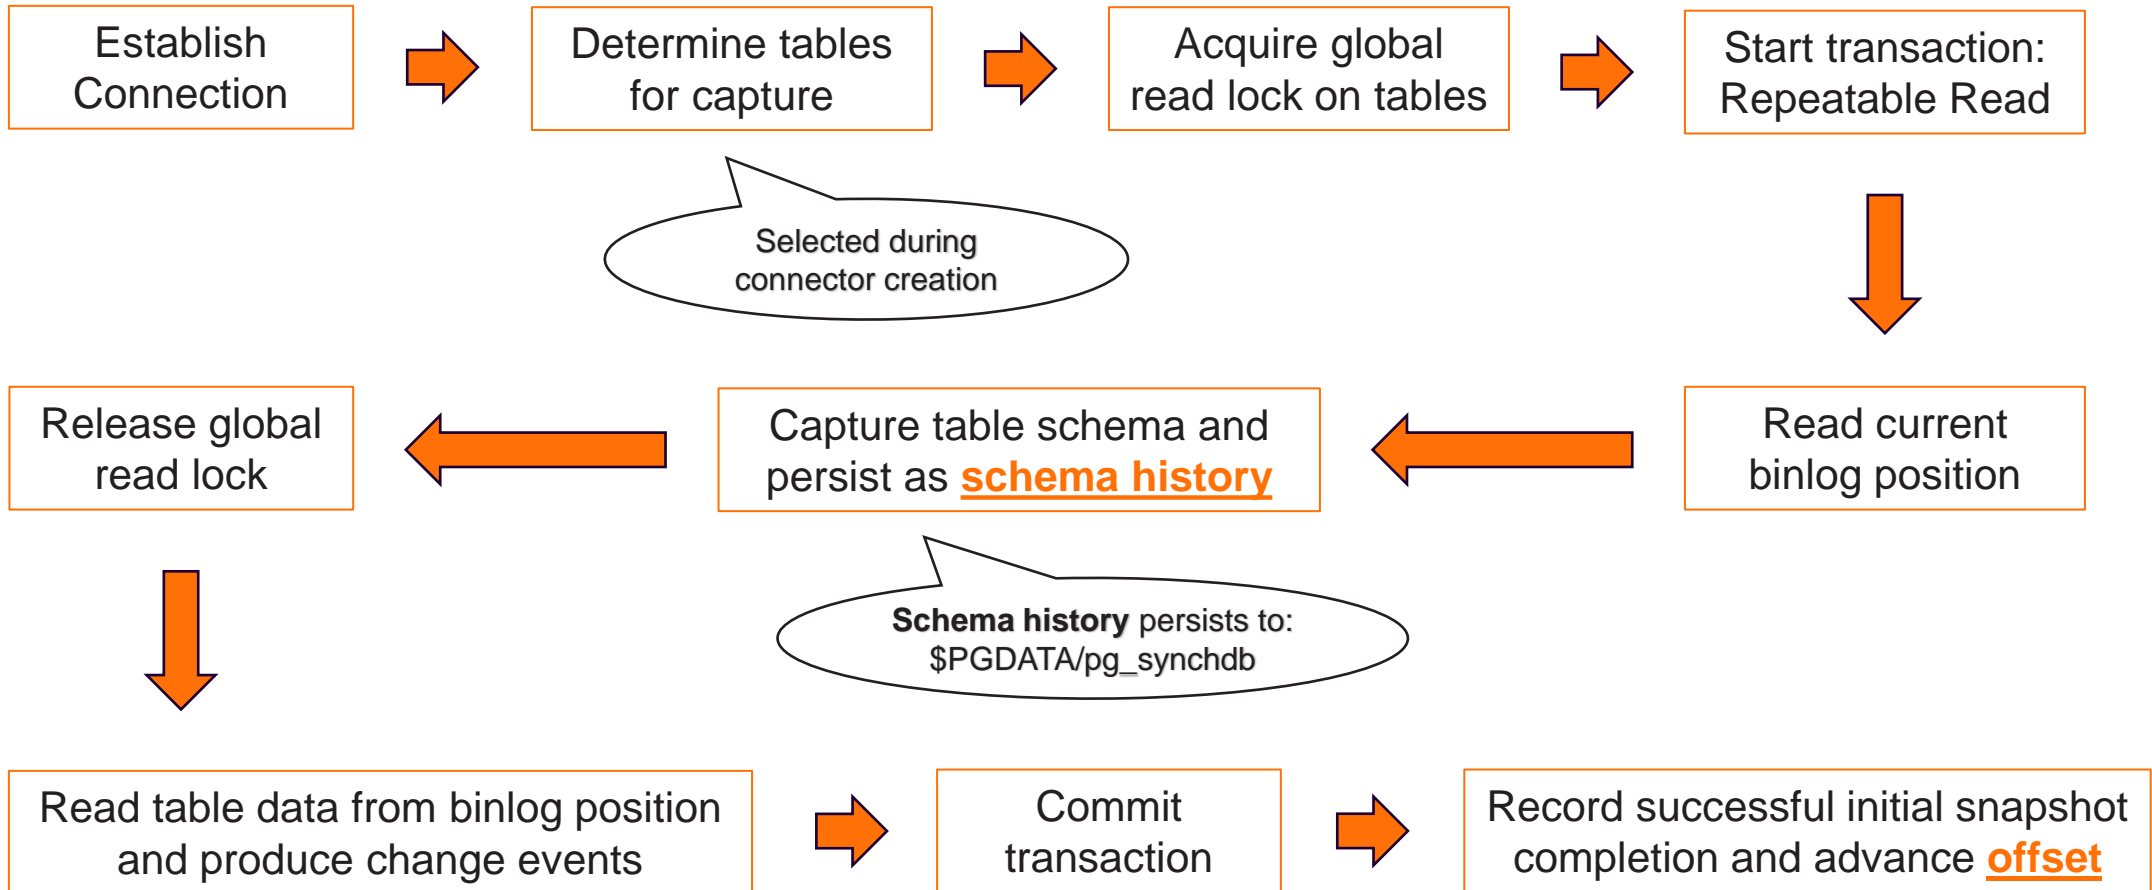 Establish
Connection
Determine tables
for capture
Acquire global
read lock on tables
Start transaction:
Repeatable Read
Selected during
connector creation
Release global
read lock
Capture table schema and
persist as schema history
Read current
binlog position
Schema history persists to:
$PGDATA/pg_synchdb
Read table data from binlog position
and produce change events
Commit
transaction
Record successful initial snapshot
completion and advance offset